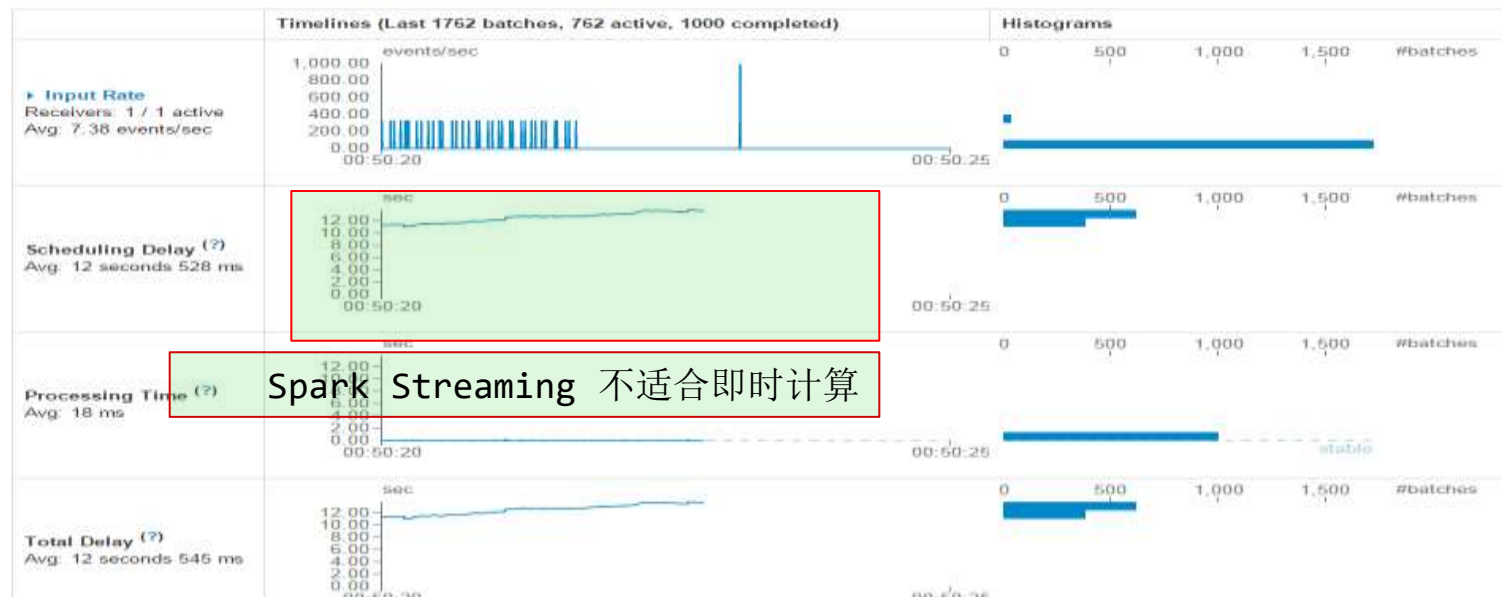 Timelines (Last 1762 batches, 762 active, 1000 completed)
Histograms
events/sec
1,000.00
800.00
600.00
400.00
200.00
0.00
00:50:20
00:50:25
Input Rate
Receivers: 1 / 1 active
Avg: 7.38 events/sec
0 500 1,000 1,500 #batches
sec
12.00
10.00
8.00
6.00
4.00
2.00
0.00
00:50:20
00:50:25
Scheduling Delay (?)
Avg: 12 seconds 528 ms
0 500 1,000 1,500 #batches
sec
12.00
Spark Streaming 不适合即时计算
2.00
0.00
00:50:20
00:50:25
Processing Time (?)
Avg: 18 ms
0 500 1,000 1,500 #batches
stable
sec
12.00
10.00
8.00
6.00
4.00
2.00
0.00
Total Delay (?)
Avg: 12 seconds 545 ms
0 500 1,000 1,500 #batches